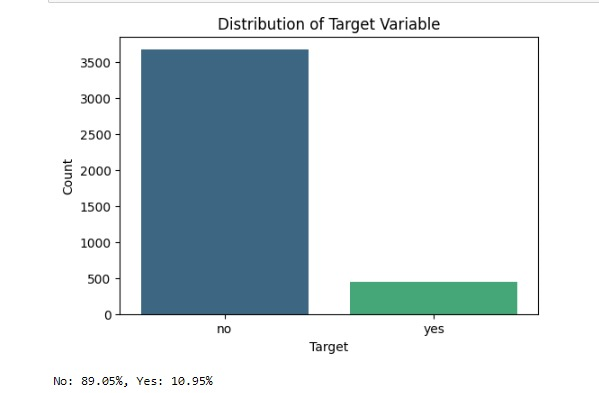 Distribution of Target Variable
3500
3000
2500
2000
1500
1000
500
0
Count
no yes
Target
No: 89.05%, Yes: 10.95%